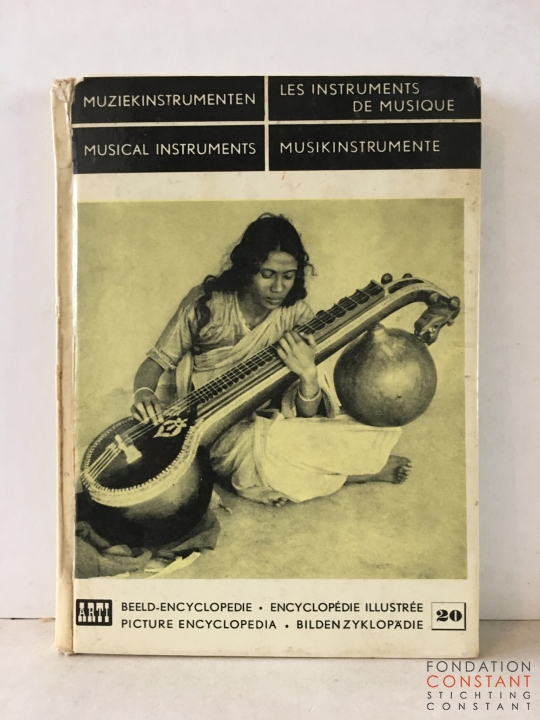 MUZIEKINSTRUMENTEN
LES INSTRUMENTS
DE MUSIQUE
MUSICAL INSTRUMENTS
MUSIKINSTRUMENTE
ARTI
BEELD-ENCYCLOPEDIE • ENCYCLOPÉDIE ILLUSTRÉE
PICTURE ENCYCLOPEDIA • BILDENZYKLOPÄDIE
20
FONDATION
CONSTANT
STICHTING
CONSTANT